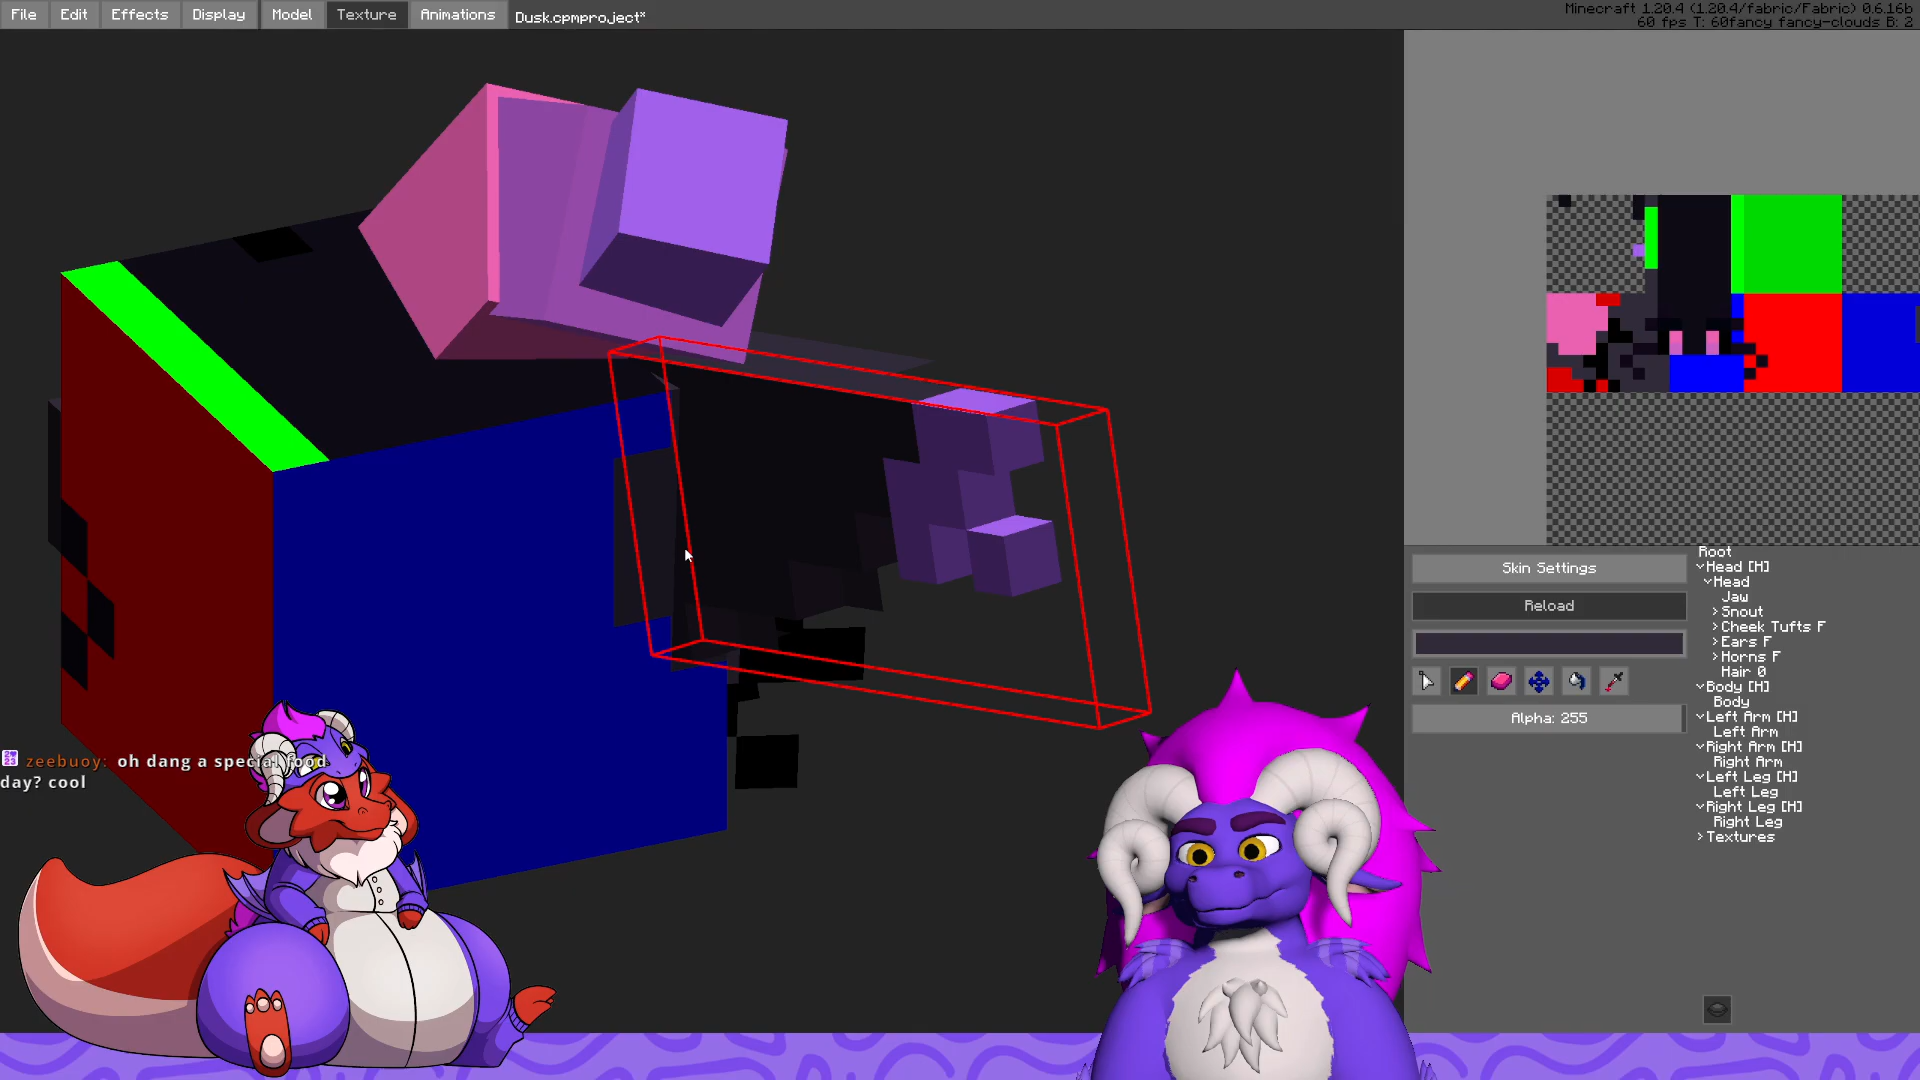 File Edit Effects Display Model Texture Animations Dusk.cpmproject*
Minecraft 1.20.4 (1.20.4/fabric/Fabric) 0.6.16b
60 fps T: 60fancy fancy-clouds B: 2
Skin Settings
Reload
Alpha: 255
Root
Head [H]
Head
Jaw
Snout
Cheek Tufts F
Ears F
Horns F
Hair 0
Body [H]
Body
Left Arm [H]
Left Arm
Right Arm [H]
Right Arm
Left Leg [H]
Left Leg
Right Leg [H]
Right Leg
Textures
zeebuoy: oh dang a special food
day? cool